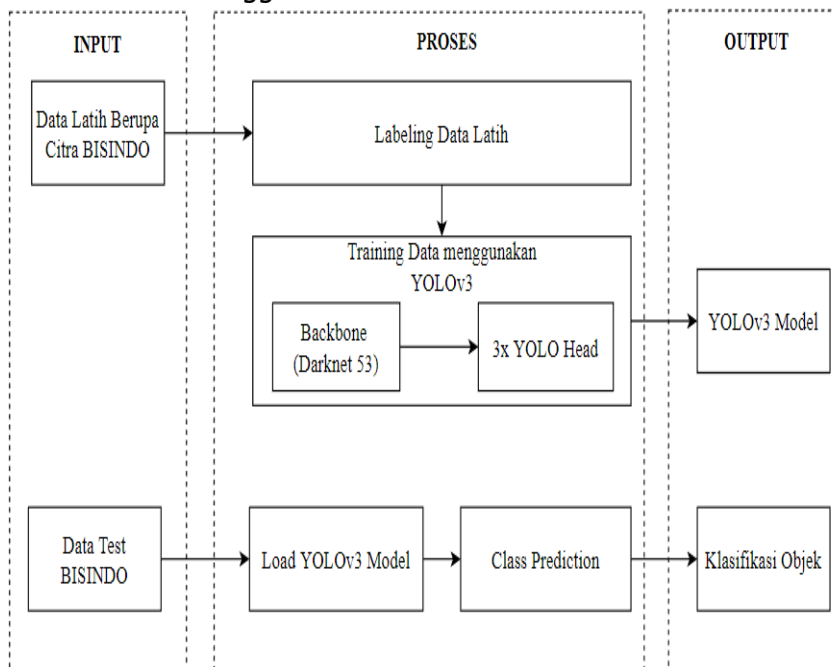 INPUT
PROSES
OUTPUT
Data Latih Berupa
Citra BISINDO
Labeling Data Latih
Training Data menggunakan
YOLOv3
Backbone
(Darknet 53)
3x YOLO Head
YOLOv3 Model
Data Test
BISINDO
Load YOLOv3 Model
Class Prediction
Klasifikasi Objek